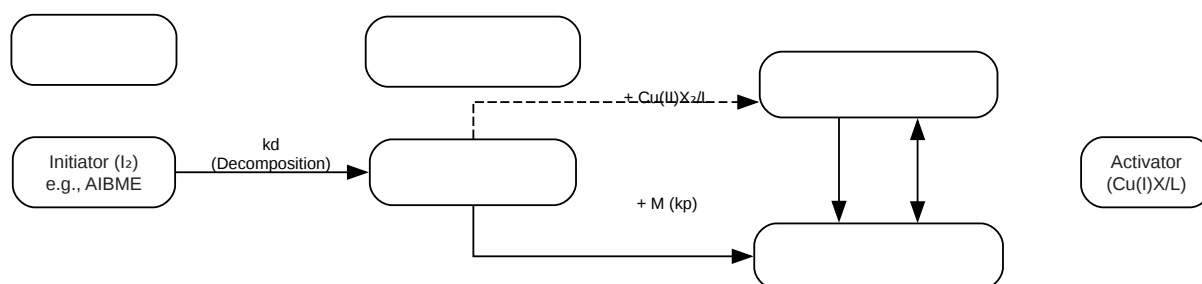 + Cu(II)X₂/L
Initiator (I₂)
e.g., AIBME
kd
(Decomposition)
Activator
(Cu(I)X/L)
+ M (kp)